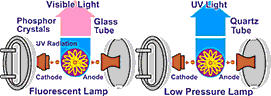 Visible Light
Phosphor Crystals
Glass Tube
UV Radiation
Cathode
Anode
Fluorescent Lamp
UV Light
Quartz Tube
Cathode
Anode
Low Pressure Lamp